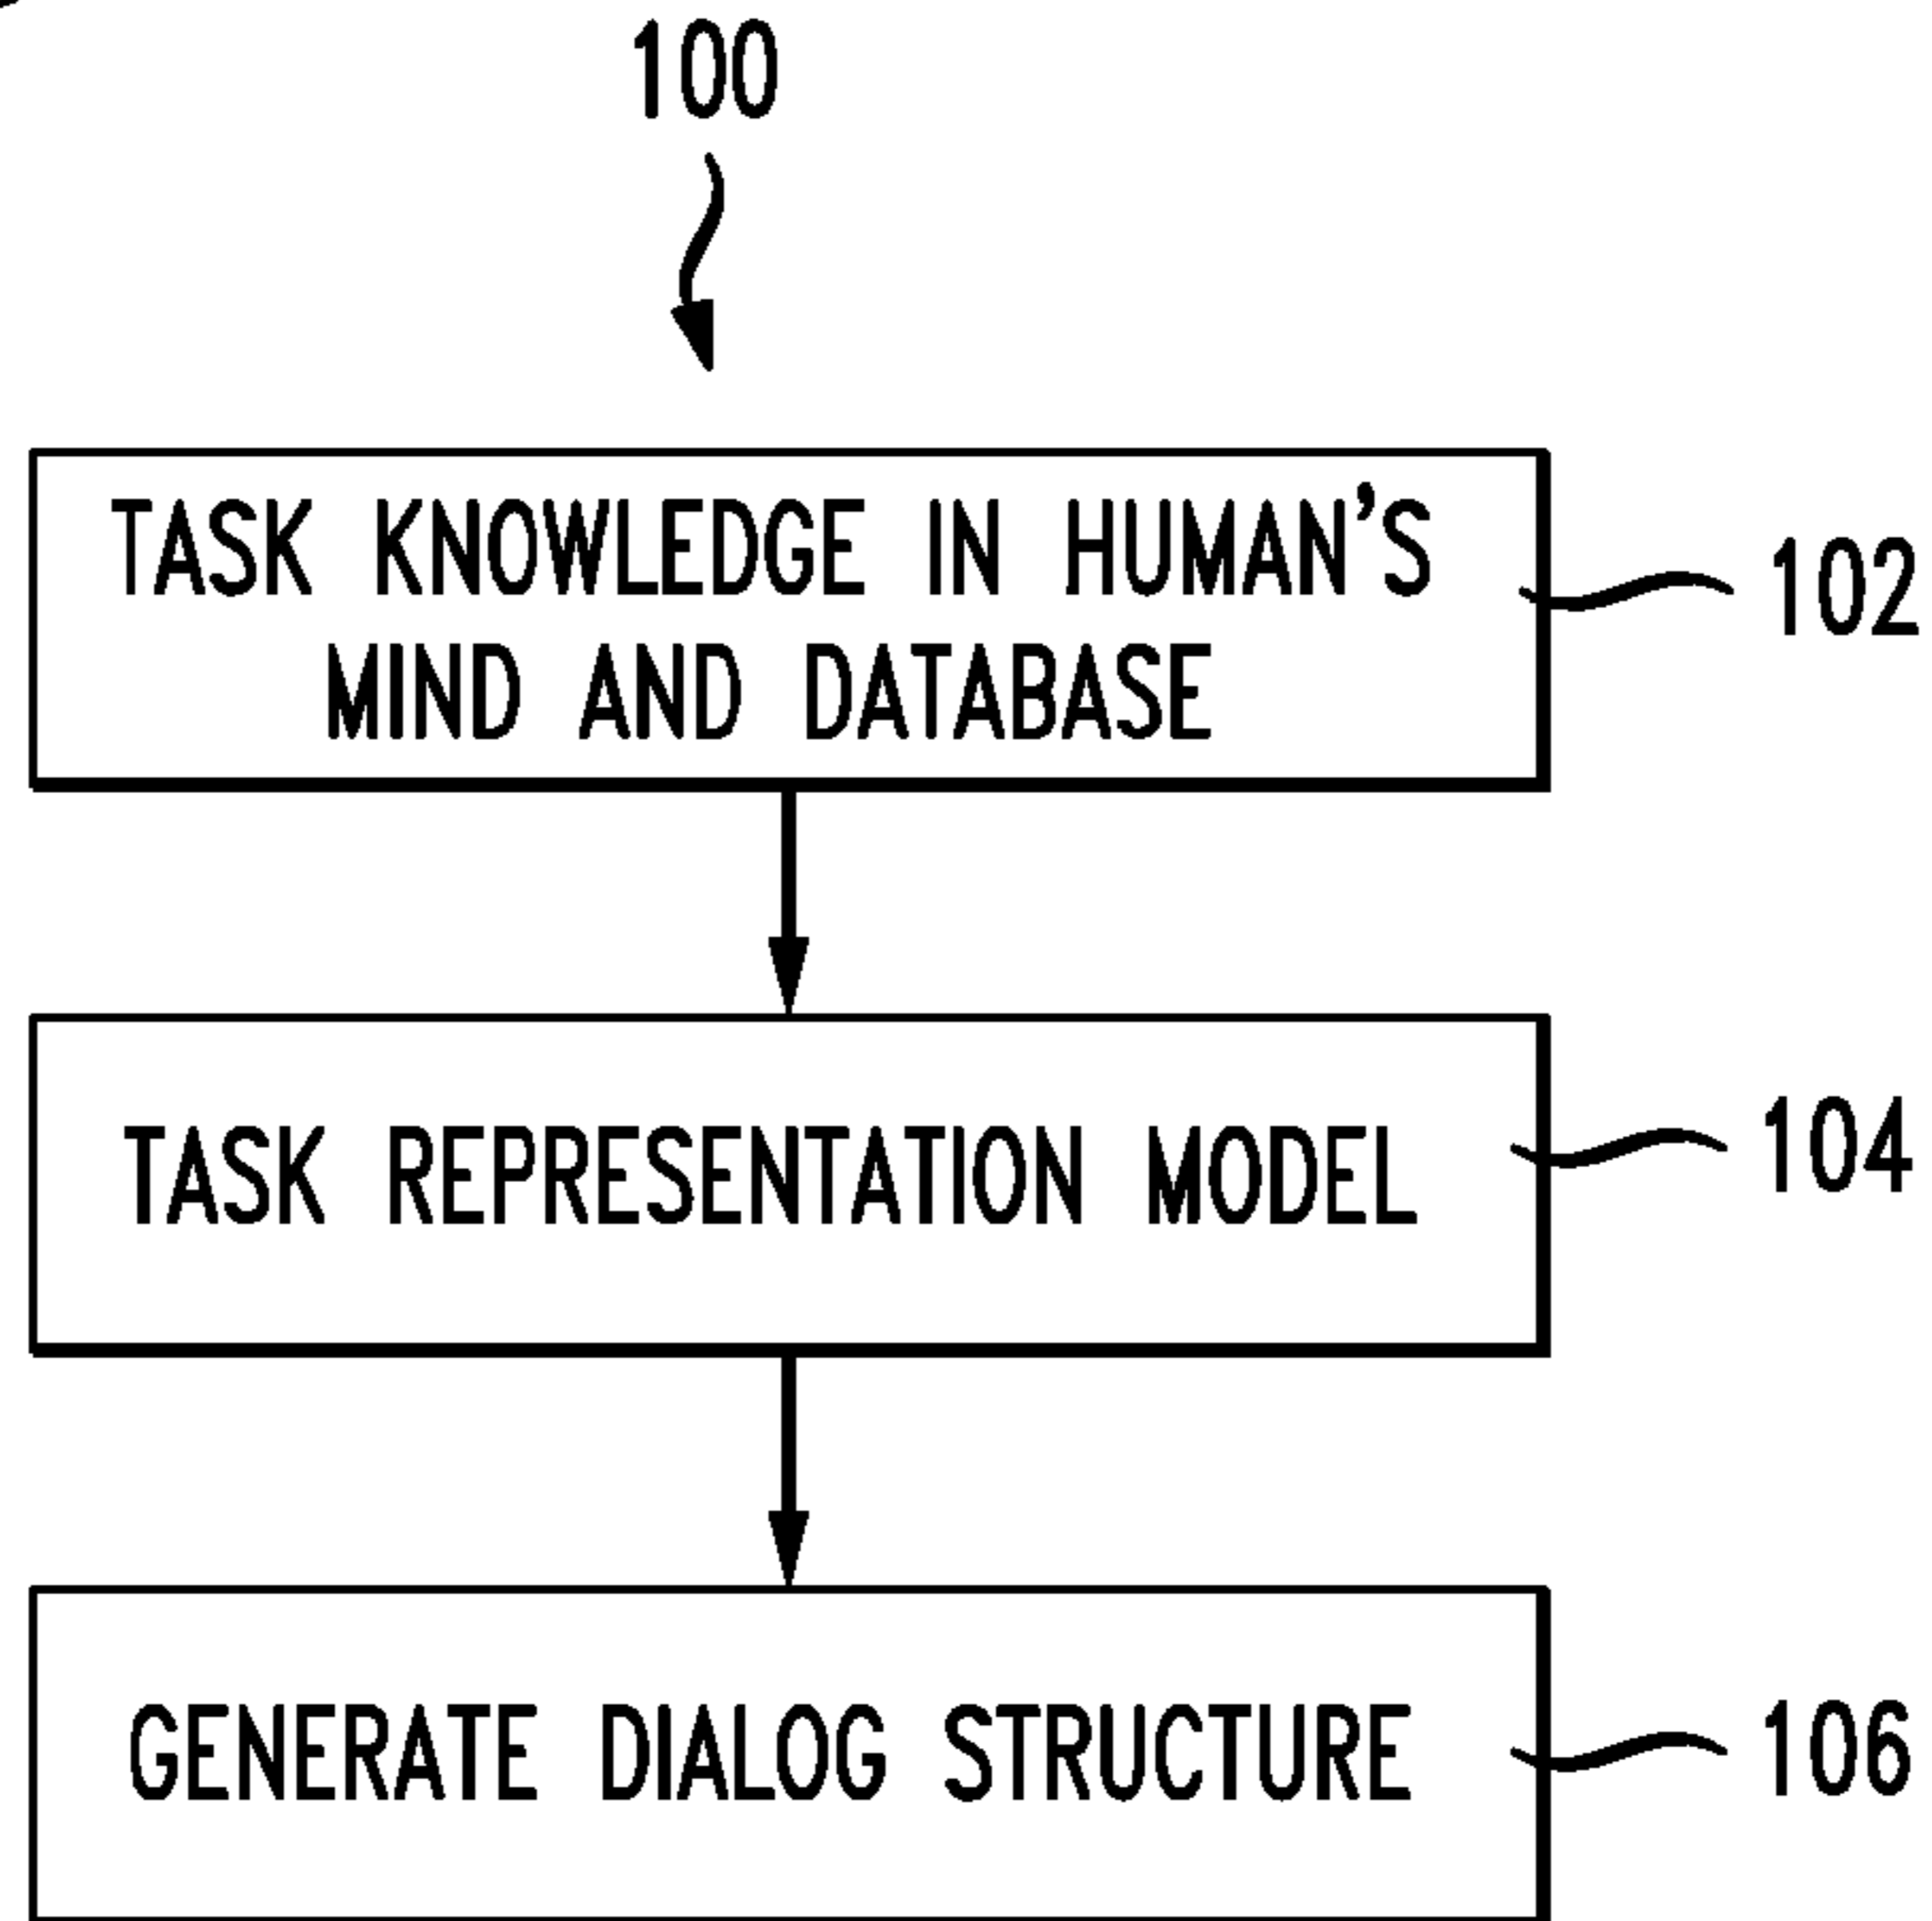 100
TASK KNOWLEDGE IN HUMAN'S
MIND AND DATABASE
102
TASK REPRESENTATION MODEL
104
GENERATE DIALOG STRUCTURE
106